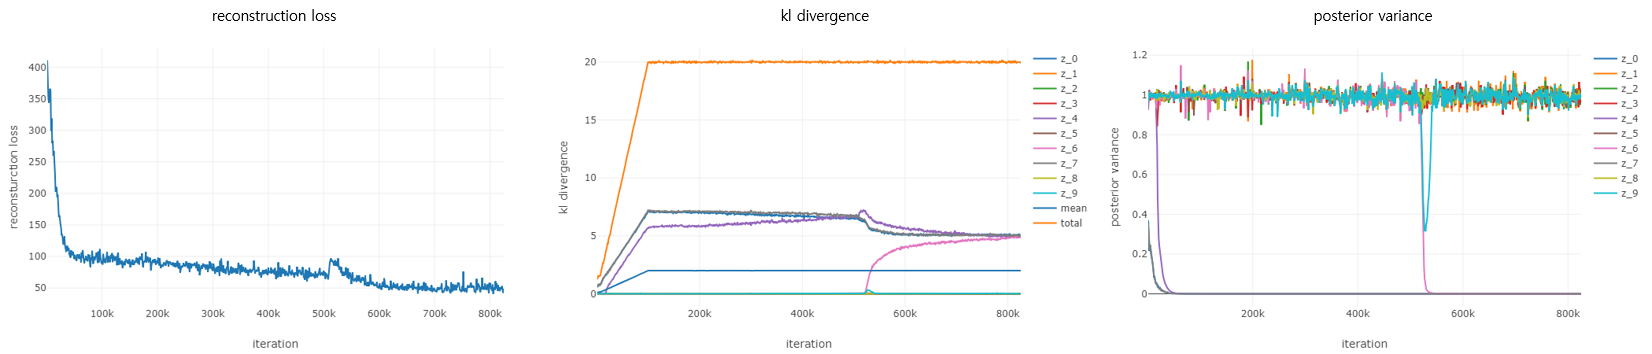 reconstruction loss
reconsturction loss
400
350
300
250
200
150
100
50
100k 200k 300k 400k 500k 600k 700k 800k
iteration
kl divergence
kl divergence
20
15
10
5
0
200k 400k 600k 800k
iteration
z_0
z_1
z_2
z_3
z_4
z_5
z_6
z_7
z_8
z_9
mean
total
posterior variance
posterior variance
1.2
1
0.8
0.6
0.4
0.2
0
200k 400k 600k 800k
iteration
z_0
z_1
z_2
z_3
z_4
z_5
z_6
z_7
z_8
z_9